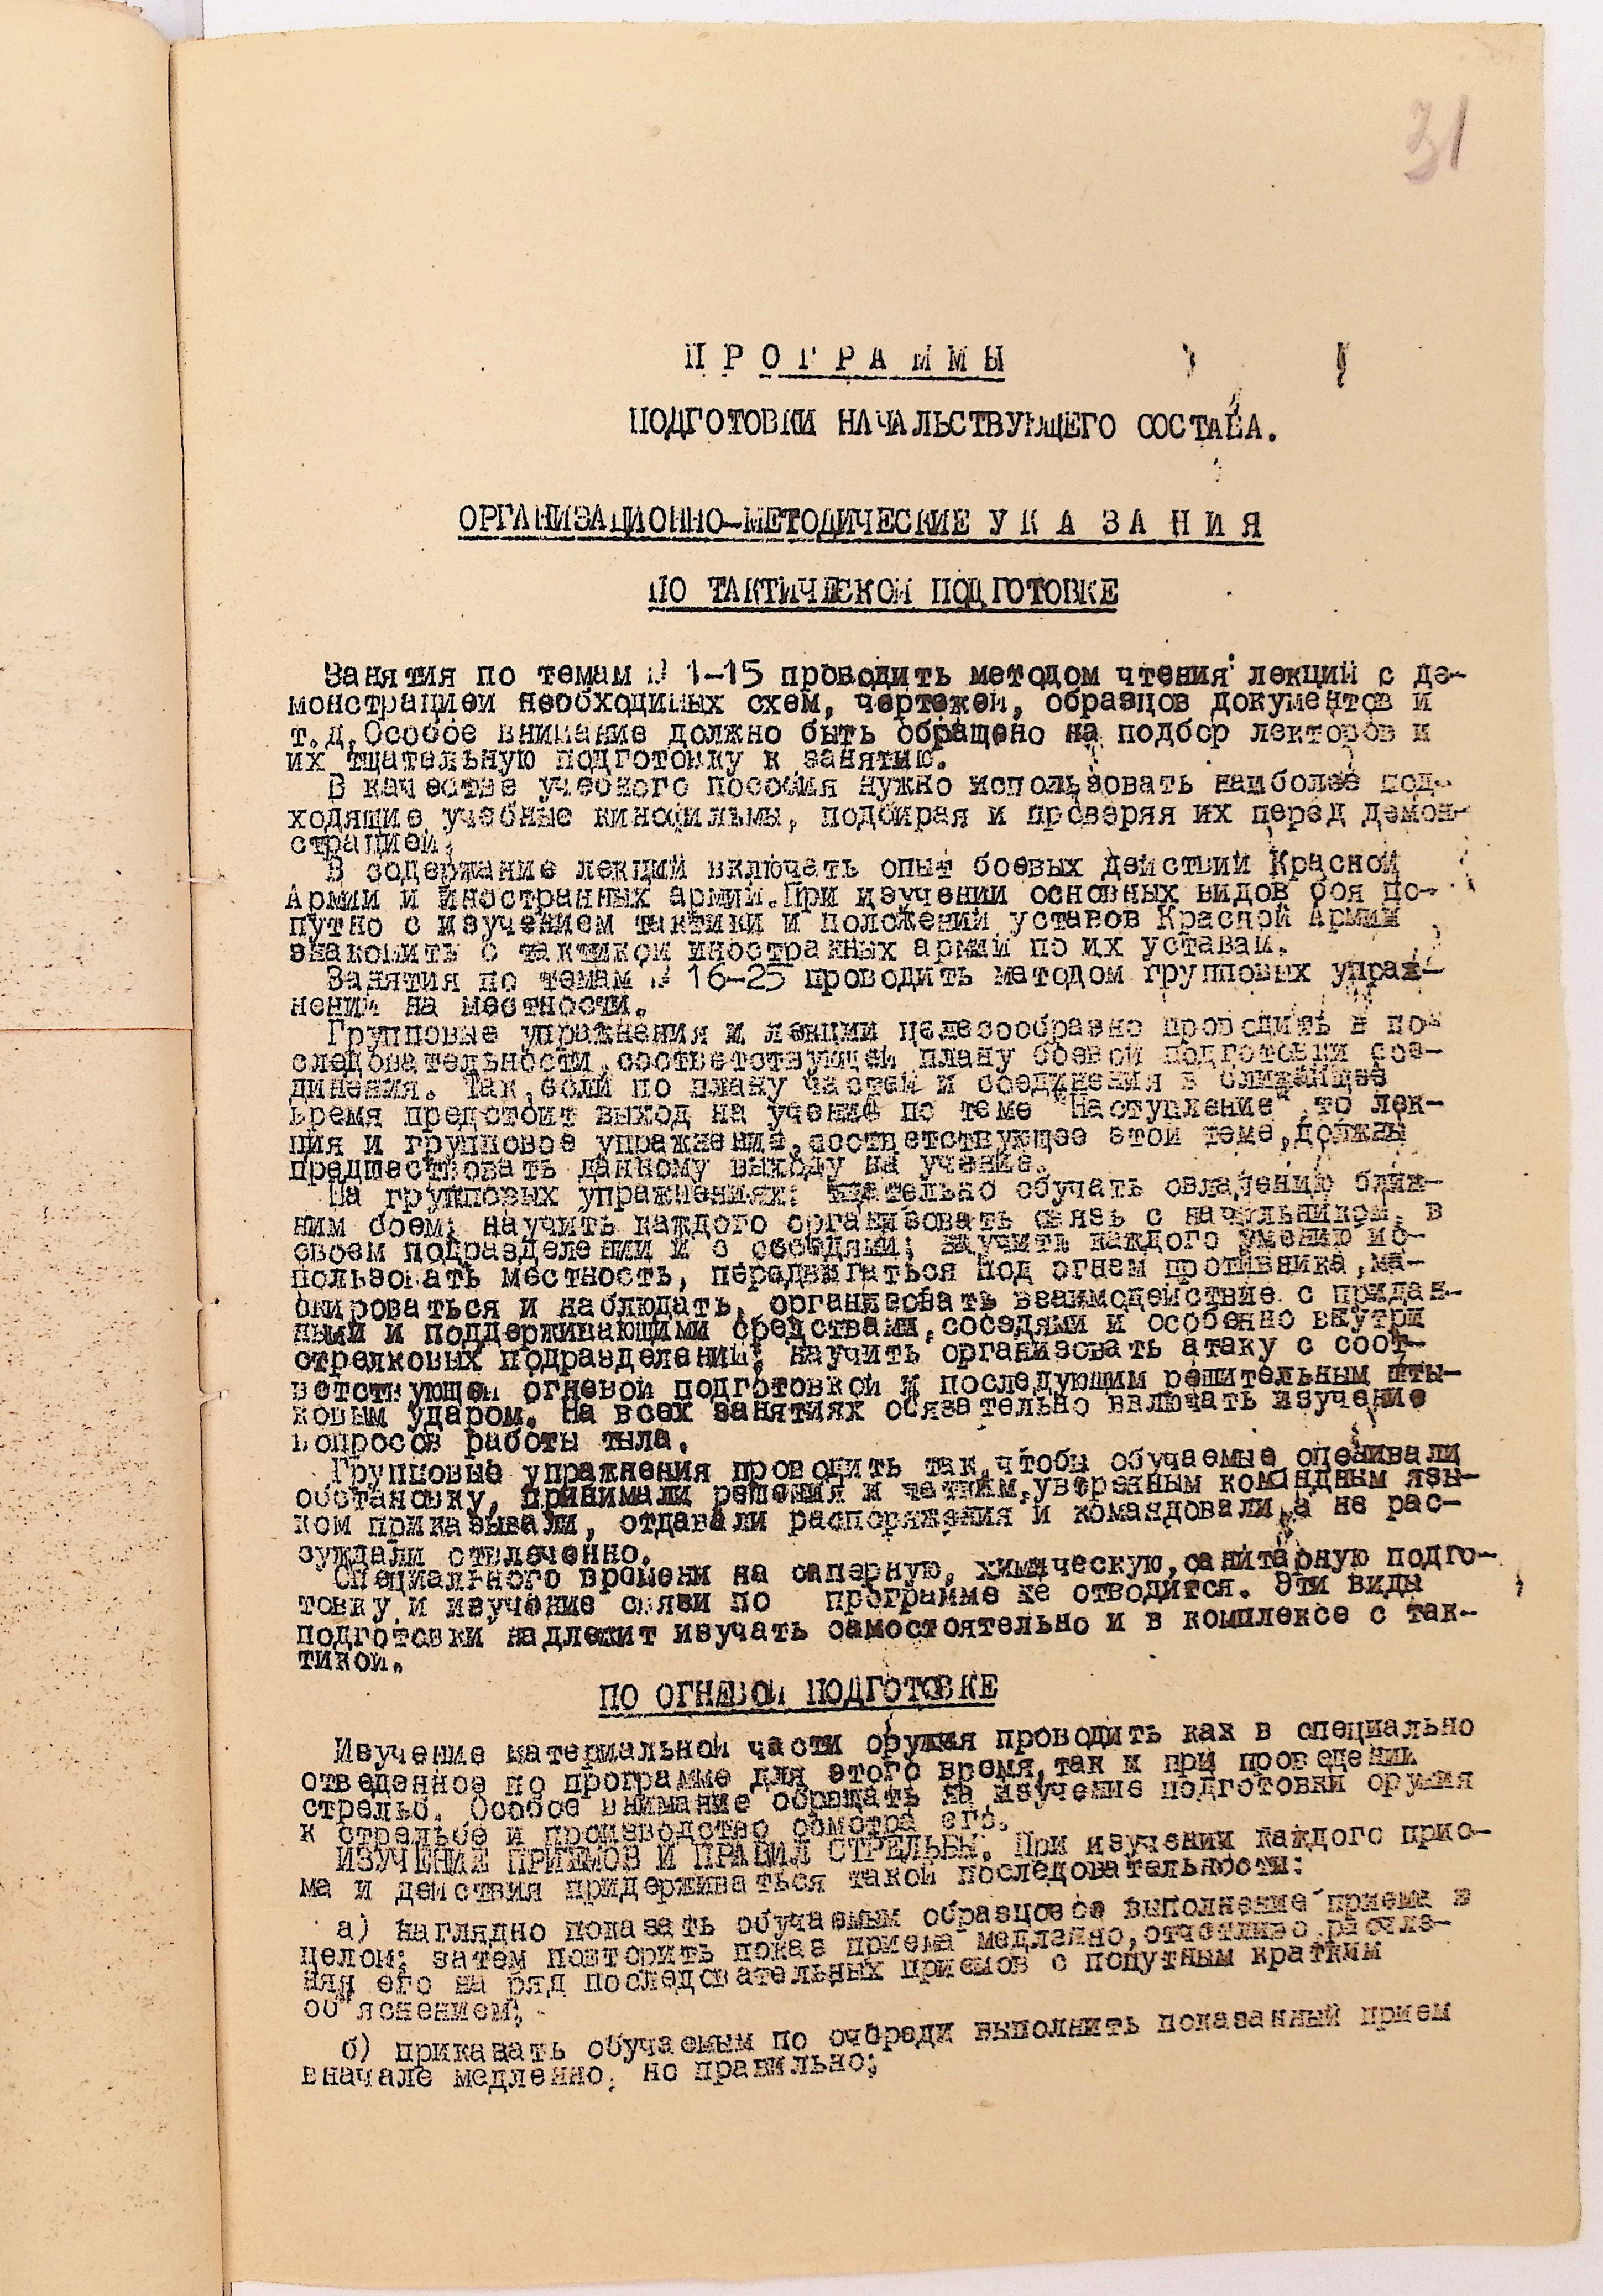 31
П Р О Г Р А М М Ы
ПОДГОТОВКИ НАЧАЛЬСТВУЮЩЕГО СОСТАВА.
ОРГАНИЗАЦИОННО-МЕТОДИЧЕСКИЕ У К А З А Н И Я
ПО ТАКТИЧЕСКОЙ ПОДГОТОВКЕ
Занятия по темам № 1-15 проводить методом чтения лекций с де-
монстрацией необходимых схем, чертежей, образцов документов и
т.д. Особое внимание должно быть обращено на подбор лекторов и
их тщательную подготовку к занятию.
В качестве учебного пособия нужно использовать наиболее под-
ходящие учебные кинофильмы, подбирая и проверяя их перед демон-
страцией.
В содержание лекций включать опыт боевых действий Красной
Армии и иностранных армий. При изучении основных видов боя по-
путно с изучением тактики и положений уставов Красной Армии
знакомить с тактикой иностранных армий по их уставам.
Занятия по темам № 16-25 проводить методом групповых упраж-
нений на местности.
Групповые упражнения и лекции целесообразно проводить в по-
следовательности, соответствующей плану боевой подготовки сое-
динения. Так, если по плану частей и соединения в ближайшее
время предстоит выход на учение по теме "Наступление", то лек-
ция и групповое упражнение, соответствующее этой теме, должны
предшествовать данному выходу на учение.
На групповых упражнениях: тщательно обучать овладению ближ-
ним боем; научить каждого организовать связь с начальником, в
своем подразделении и с соседями; научить каждого умению ис-
пользовать местность, передвигаться под огнем противника, ма-
скироваться и наблюдать, организовать взаимодействие с придан-
ными и поддерживающими средствами, соседями и особенно внутри
стрелковых подразделений; научить организовать атаку с соот-
ветствующей огневой подготовкой и последующим решительным шты-
ковым ударом. На всех занятиях обязательно включать изучение
вопросов работы тыла.
Групповые упражнения проводить так, чтобы обучаемые оценивали
обстановку, принимали решения и четким, уверенным командным язы-
ком приказывали, отдавали распоряжения и командовали, а не рас-
суждали отвлеченно.
Специального времени на саперную, химическую, санитарную подго-
товку и изучение связи по программе не отводится. Эти виды
подготовки надлежит изучать самостоятельно и в комплексе с так-
тикой.
ПО ОГНЕВОЙ ПОДГОТОВКЕ
Изучение материальной части оружия проводить как в специально
отведенное по программе для этого время, так и при проведении
стрельб. Особое внимание обращать на изучение подготовки оружия
к стрельбе и производство осмотра его.
ИЗУЧЕНИЕ ПРИЕМОВ И ПРАВИЛ СТРЕЛЬБЫ. При изучении каждого прие-
ма и действия придерживаться такой последовательности:
а) наглядно показать обучаемым образцовое выполнение приема в
целом; затем повторить показ приема медленно, отчетливо, расчле-
няя его на ряд последовательных приемов с попутным кратким
об"яснением;
б) приказать обучаемым по очереди выполнить показанный прием
вначале медленно, но правильно;